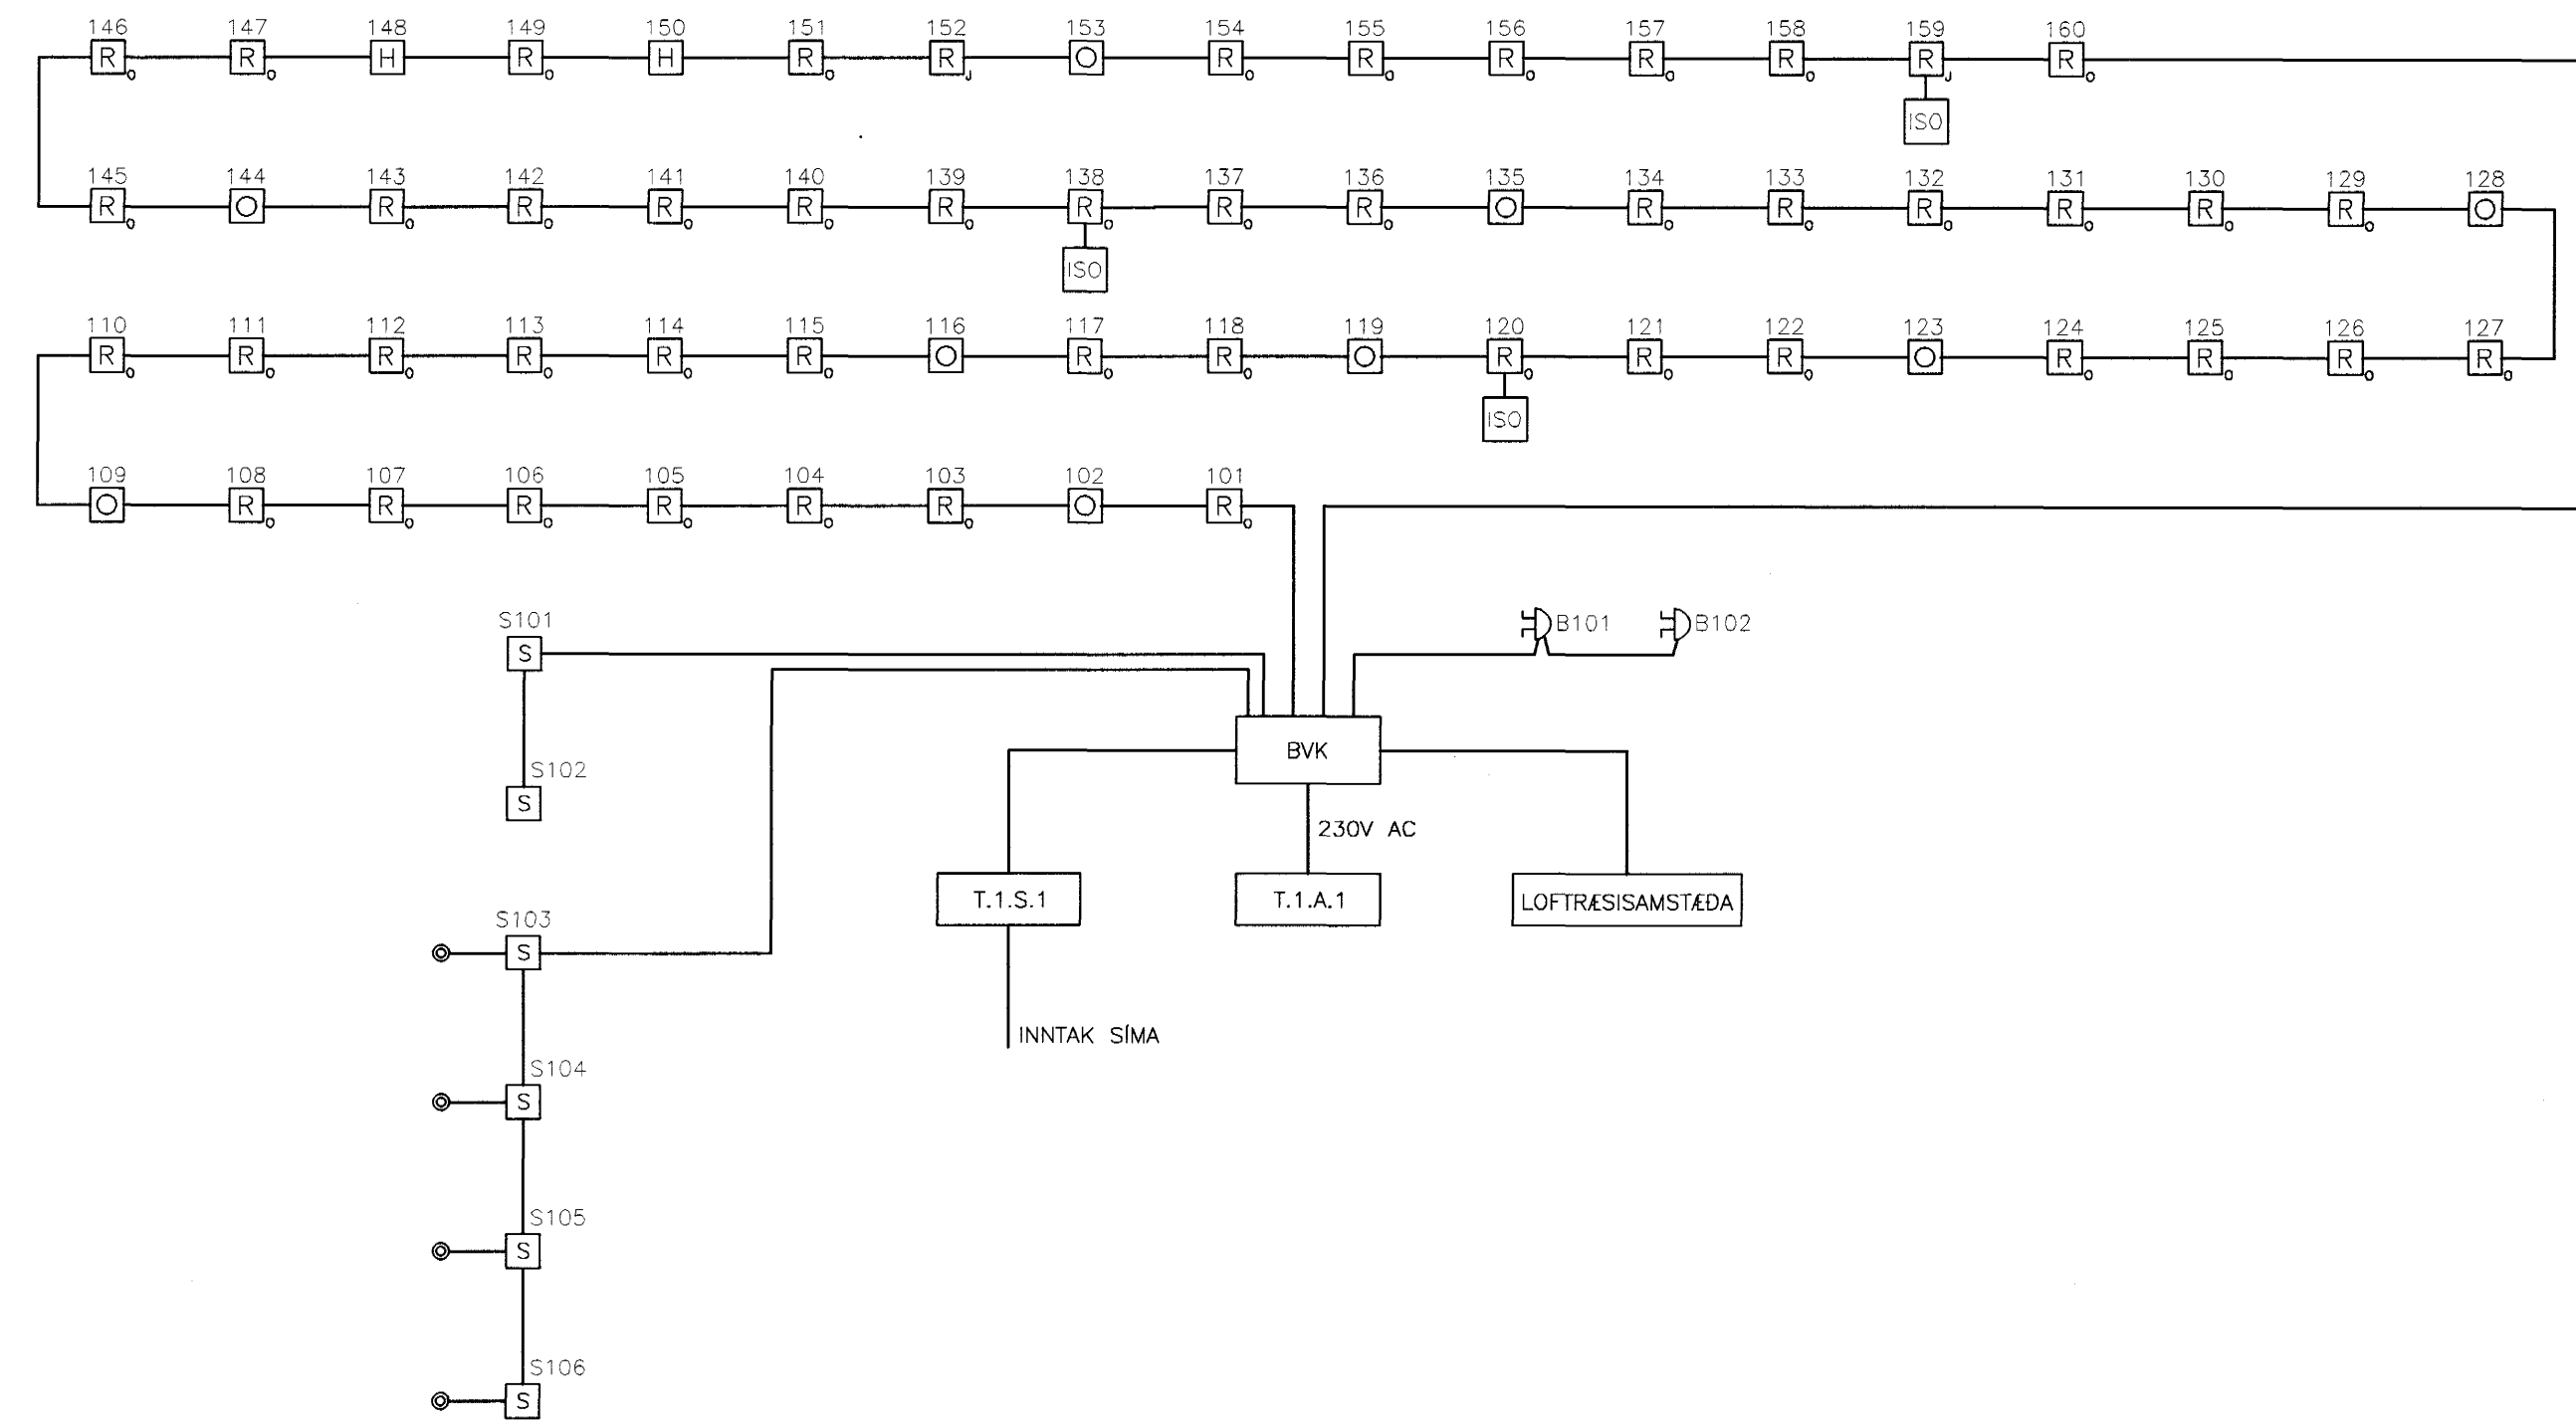 146 147 148 149 150 151 152 153 154 155 156 157 158 159 160
R O R O H R O H R O R J O R O R O R O R O R O R J R O
ISO
145 144 143 142 141 140 139 138 137 136 135 134 133 132 131 130 129 128
R O O R O R O R O R O R O R O R O R O O R O R O R O R O R O R O O
ISO
110 111 112 113 114 115 116 117 118 119 120 121 122 123 124 125 126 127
R O R O R O R O R O R O O R O R O O R O R O R O O R O R O R O R O
ISO
109 108 107 106 105 104 103 102 101
O R O R O R O R O R O R O O R O
S101
S
B101 B102
BVK
S102
S
230V AC
T.1.S.1 T.1.A.1 LOFTRÆSISAMSTÆÐA
S103
S
INNTAK SÍMA
S104
S
S105
S
S106
S